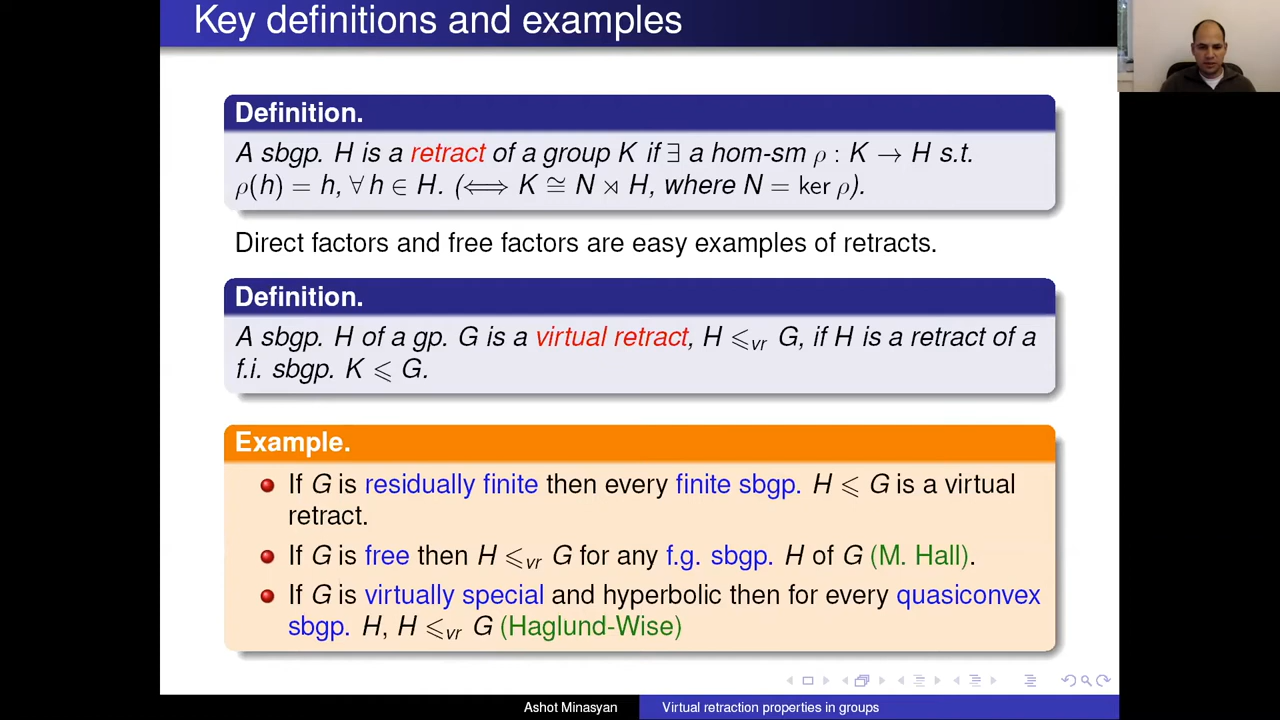 Key definitions and examples
Definition.
A sbgp. H is a retract of a group K if ∃ a hom-sm ρ : K → H s.t.
ρ(h) = h, ∀ h ∈ H. (⟺ K ≅ N ⋊ H, where N = ker ρ).
Direct factors and free factors are easy examples of retracts.
Definition.
A sbgp. H of a gp. G is a virtual retract, H ⩽vr G, if H is a retract of a
f.i. sbgp. K ⩽ G.
Example.
If G is residually finite then every finite sbgp. H ⩽ G is a virtual
retract.
If G is free then H ⩽vr G for any f.g. sbgp. H of G (M. Hall).
If G is virtually special and hyperbolic then for every quasiconvex
sbgp. H, H ⩽vr G (Haglund-Wise)
Ashot Minasyan Virtual retraction properties in groups